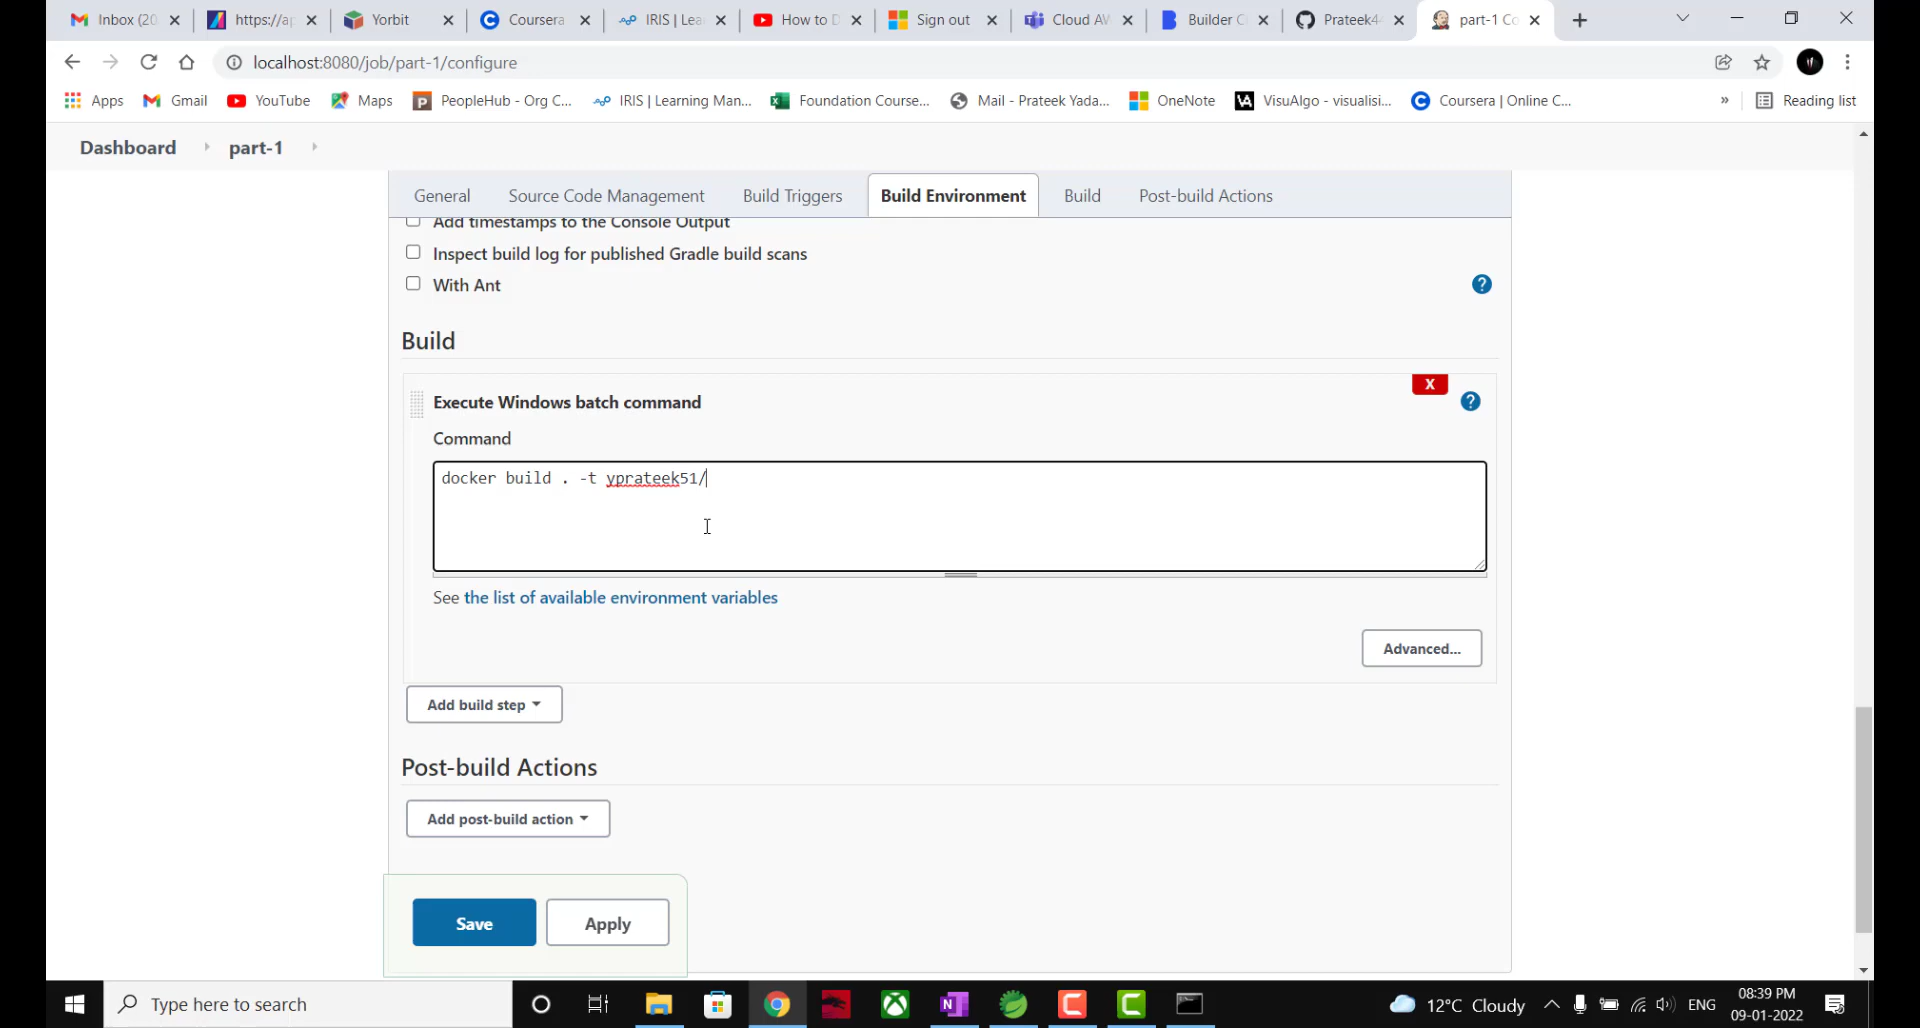 Inbox (20
https://ap
Yorbit
Coursera
IRIS | Lea
How to D
Sign out
Cloud AW
Builder C
Prateek4
part-1 Co
localhost:8080/job/part-1/configure
Apps
Gmail
YouTube
Maps
PeopleHub - Org C...
IRIS | Learning Man...
Foundation Course...
Mail - Prateek Yada...
OneNote
VisuAlgo - visualisi...
Coursera | Online C...
»
Reading list
Dashboard
part-1
General
Source Code Management
Build Triggers
Build Environment
Build
Post-build Actions
Add timestamps to the Console Output
Inspect build log for published Gradle build scans
With Ant
?
Build
X
Execute Windows batch command
?
Command
docker build . -t yprateek51/
See the list of available environment variables
Advanced...
Add build step
Post-build Actions
Add post-build action
Save
Apply
Type here to search
12°C Cloudy
ENG
08:39 PM
09-01-2022